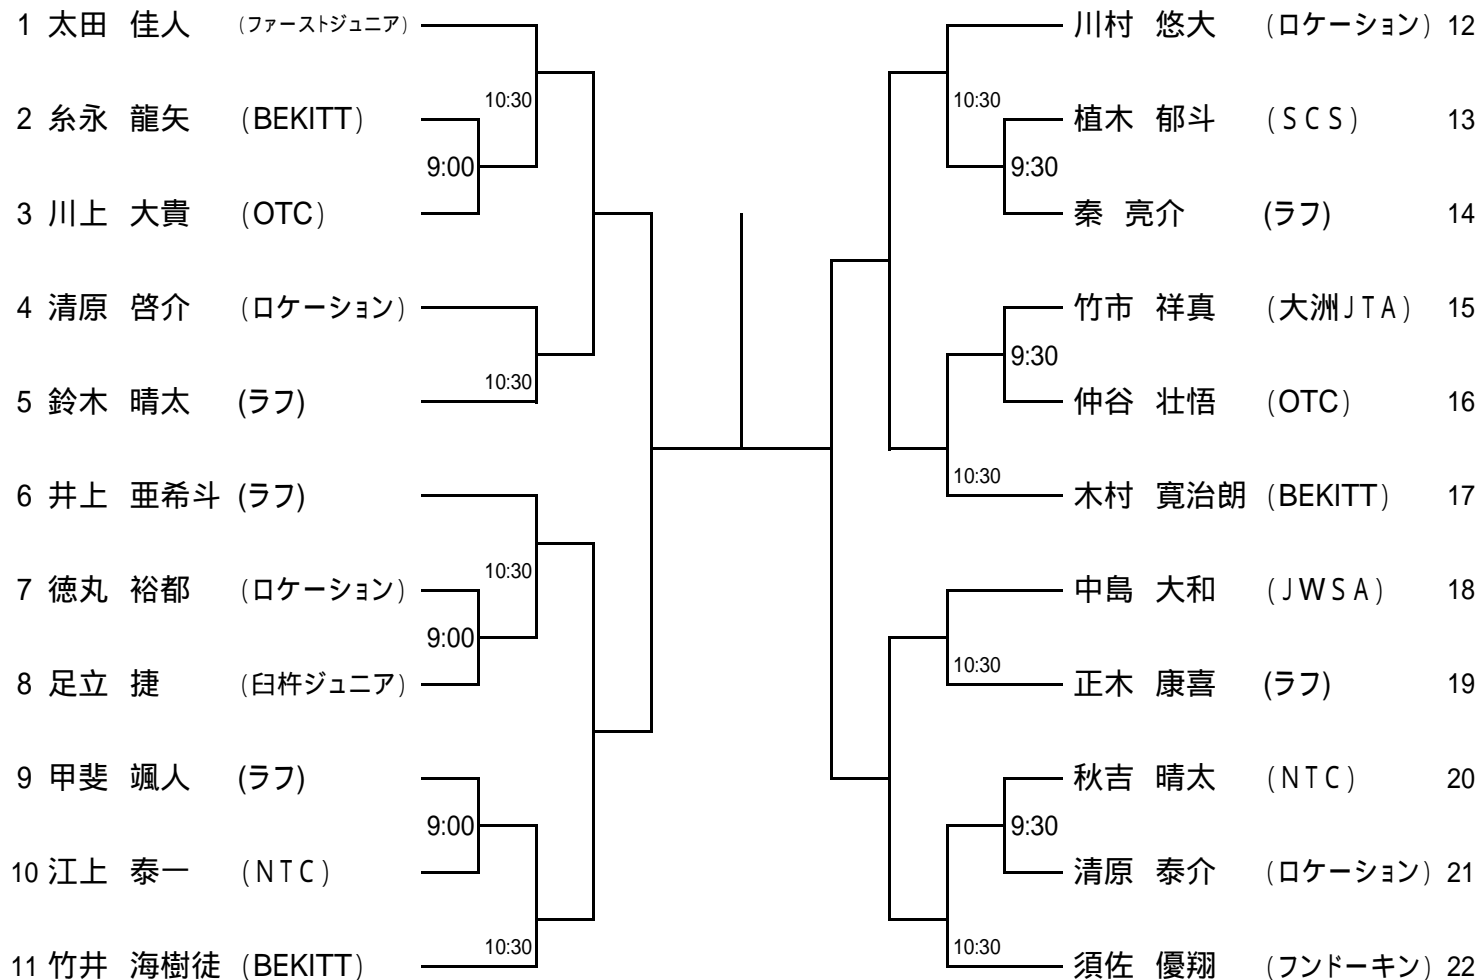 1 太田 佳人 (ファーストジュニア)
10:30
2 糸永 龍矢 (BEKITT)
9:00
3 川上 大貴 (OTC)
4 清原 啓介 (ロケーション)
10:30
5 鈴木 晴太 (ラフ)
6 井上 亜希斗 (ラフ)
10:30
7 徳丸 裕都 (ロケーション)
9:00
8 足立 捷 (臼杵ジュニア)
9 甲斐 颯人 (ラフ)
9:00
10 江上 泰一 (NTC)
10:30
11 竹井 海樹徒 (BEKITT)
川村 悠大 (ロケーション) 12
10:30
植木 郁斗 (SCS) 13
9:30
秦 亮介 (ラフ) 14
竹市 祥真 (大洲JTA) 15
9:30
仲谷 壮悟 (OTC) 16
10:30
木村 寛治朗 (BEKITT) 17
中島 大和 (JWSA) 18
10:30
正木 康喜 (ラフ) 19
秋吉 晴太 (NTC) 20
9:30
清原 泰介 (ロケーション) 21
10:30
須佐 優翔 (フンドーキン) 22